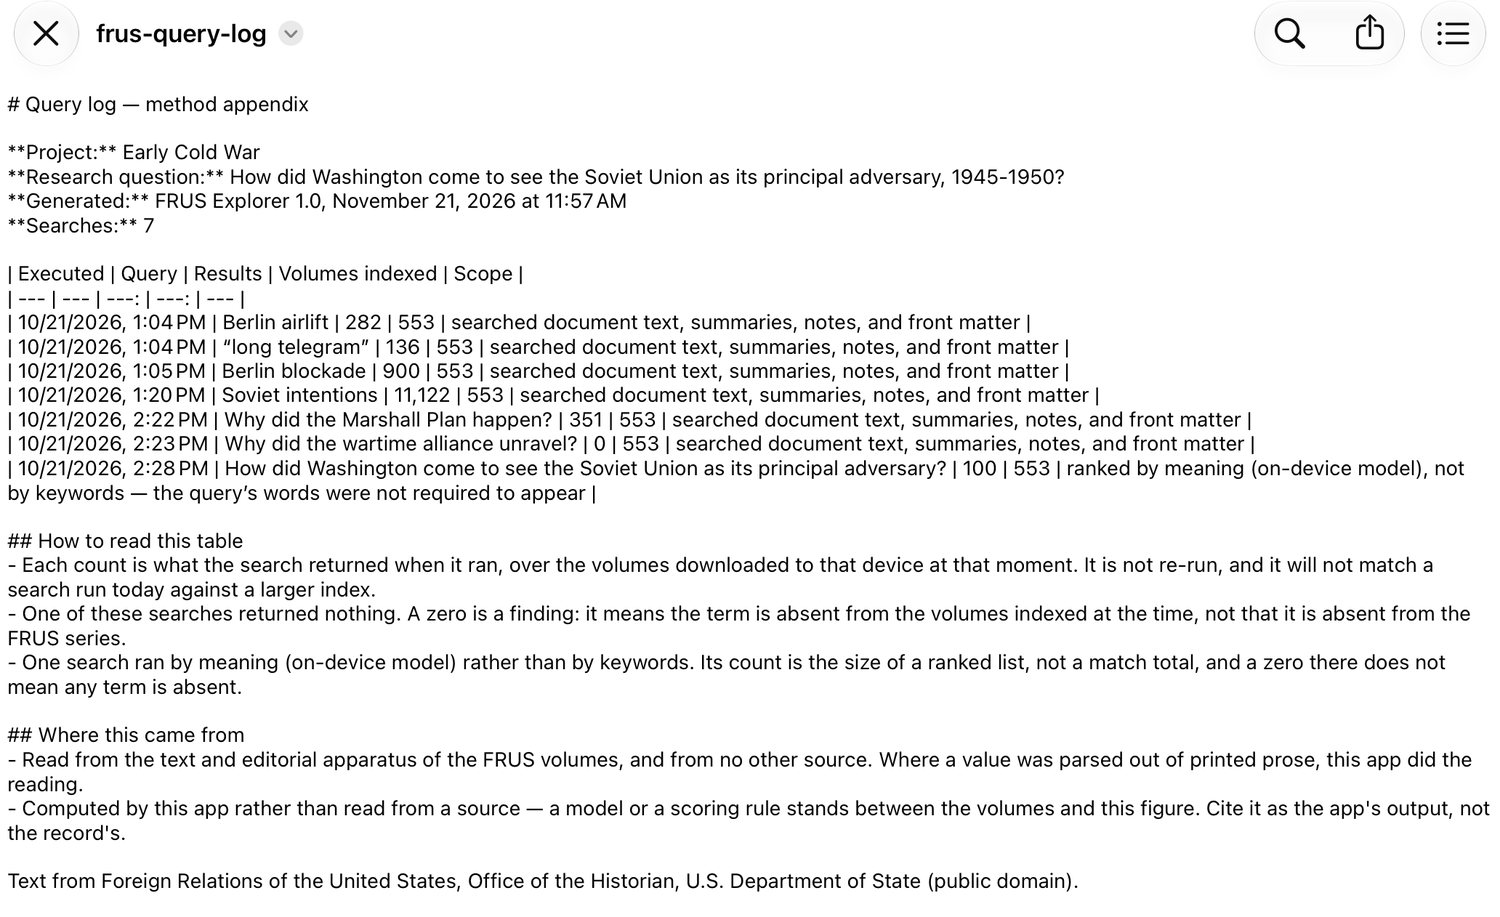 frus-query-log
# Query log — method appendix
**Project:** Early Cold War
**Research question:** How did Washington come to see the Soviet Union as its principal adversary, 1945-1950?
**Generated:** FRUS Explorer 1.0, November 21, 2026 at 11:57 AM
**Searches:** 7
| Executed | Query | Results | Volumes indexed | Scope |
| --- | --- | ---: | ---: | --- |
| 10/21/2026, 1:04 PM | Berlin airlift | 282 | 553 | searched document text, summaries, notes, and front matter |
| 10/21/2026, 1:04 PM | “long telegram” | 136 | 553 | searched document text, summaries, notes, and front matter |
| 10/21/2026, 1:05 PM | Berlin blockade | 900 | 553 | searched document text, summaries, notes, and front matter |
| 10/21/2026, 1:20 PM | Soviet intentions | 11,122 | 553 | searched document text, summaries, notes, and front matter |
| 10/21/2026, 2:22 PM | Why did the Marshall Plan happen? | 351 | 553 | searched document text, summaries, notes, and front matter |
| 10/21/2026, 2:23 PM | Why did the wartime alliance unravel? | 0 | 553 | searched document text, summaries, notes, and front matter |
| 10/21/2026, 2:28 PM | How did Washington come to see the Soviet Union as its principal adversary? | 100 | 553 | ranked by meaning (on-device model), not
by keywords — the query’s words were not required to appear |
## How to read this table
- Each count is what the search returned when it ran, over the volumes downloaded to that device at that moment. It is not re-run, and it will not match a
search run today against a larger index.
- One of these searches returned nothing. A zero is a finding: it means the term is absent from the volumes indexed at the time, not that it is absent from the
FRUS series.
- One search ran by meaning (on-device model) rather than by keywords. Its count is the size of a ranked list, not a match total, and a zero there does not
mean any term is absent.
## Where this came from
- Read from the text and editorial apparatus of the FRUS volumes, and from no other source. Where a value was parsed out of printed prose, this app did the
reading.
- Computed by this app rather than read from a source — a model or a scoring rule stands between the volumes and this figure. Cite it as the app's output, not
the record's.
Text from Foreign Relations of the United States, Office of the Historian, U.S. Department of State (public domain).